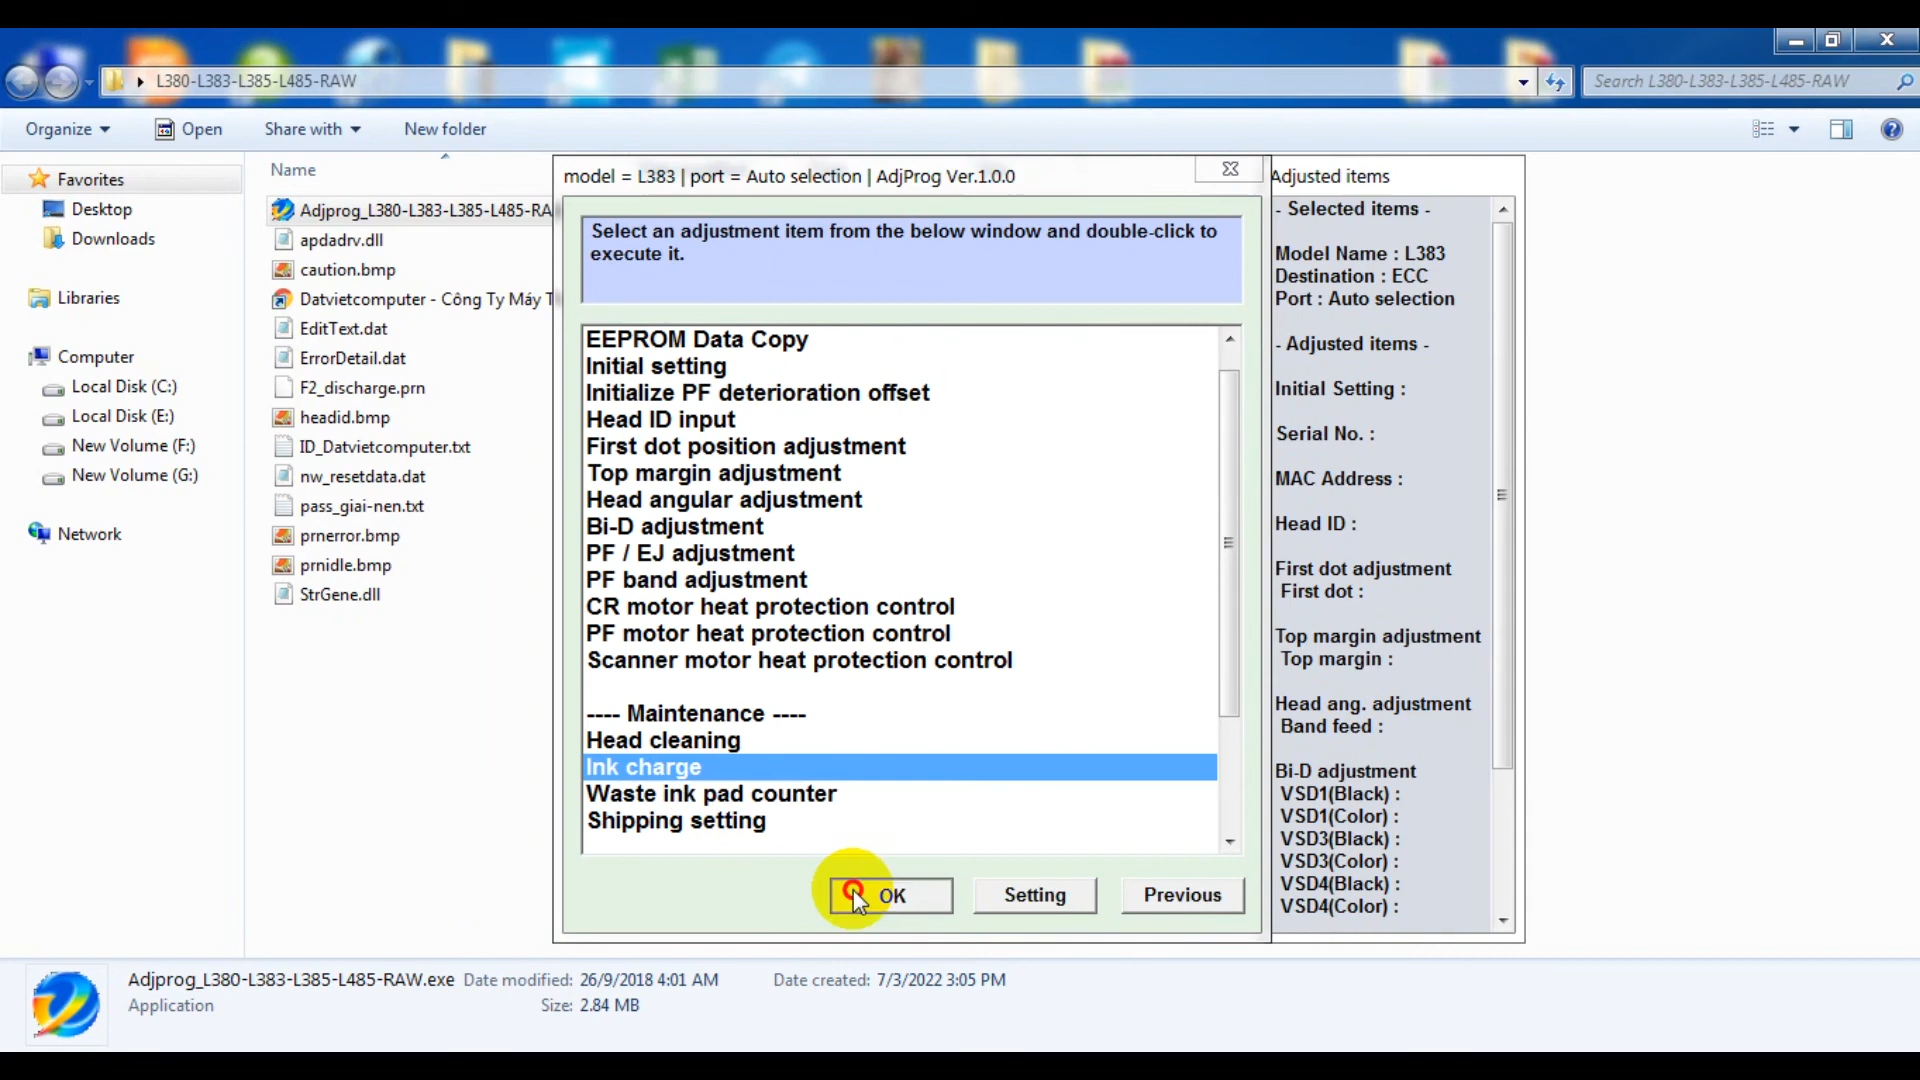 L380-L383-L385-L485-RAW
Search L380-L383-L385-L485-RAW
Organize
Open
Share with
New folder
Favorites
Desktop
Downloads
Libraries
Computer
Local Disk (C:)
Local Disk (E:)
New Volume (F:)
New Volume (G:)
Network
Name
Adjprog_L380-L383-L385-L485-RA
apdadrv.dll
caution.bmp
Datvietcomputer - Công Ty Máy T
EditText.dat
ErrorDetail.dat
F2_discharge.prn
headid.bmp
ID_Datvietcomputer.txt
nw_resetdata.dat
pass_giai-nen.txt
prnerror.bmp
prnidle.bmp
StrGene.dll
model = L383 | port = Auto selection | AdjProg Ver.1.0.0
Select an adjustment item from the below window and double-click to
execute it.
EEPROM Data Copy
Initial setting
Initialize PF deterioration offset
Head ID input
First dot position adjustment
Top margin adjustment
Head angular adjustment
Bi-D adjustment
PF / EJ adjustment
PF band adjustment
CR motor heat protection control
PF motor heat protection control
Scanner motor heat protection control
---- Maintenance ----
Head cleaning
Ink charge
Waste ink pad counter
Shipping setting
OK
Setting
Previous
Adjusted items
- Selected items -
Model Name : L383
Destination : ECC
Port : Auto selection
- Adjusted items -
Initial Setting :
Serial No. :
MAC Address :
Head ID :
First dot adjustment
First dot :
Top margin adjustment
Top margin :
Head ang. adjustment
Band feed :
Bi-D adjustment
VSD1(Black) :
VSD1(Color) :
VSD3(Black) :
VSD3(Color) :
VSD4(Black) :
VSD4(Color) :
Adjprog_L380-L383-L385-L485-RAW.exe Date modified: 26/9/2018 4:01 AM Date created: 7/3/2022 3:05 PM
Application Size: 2.84 MB